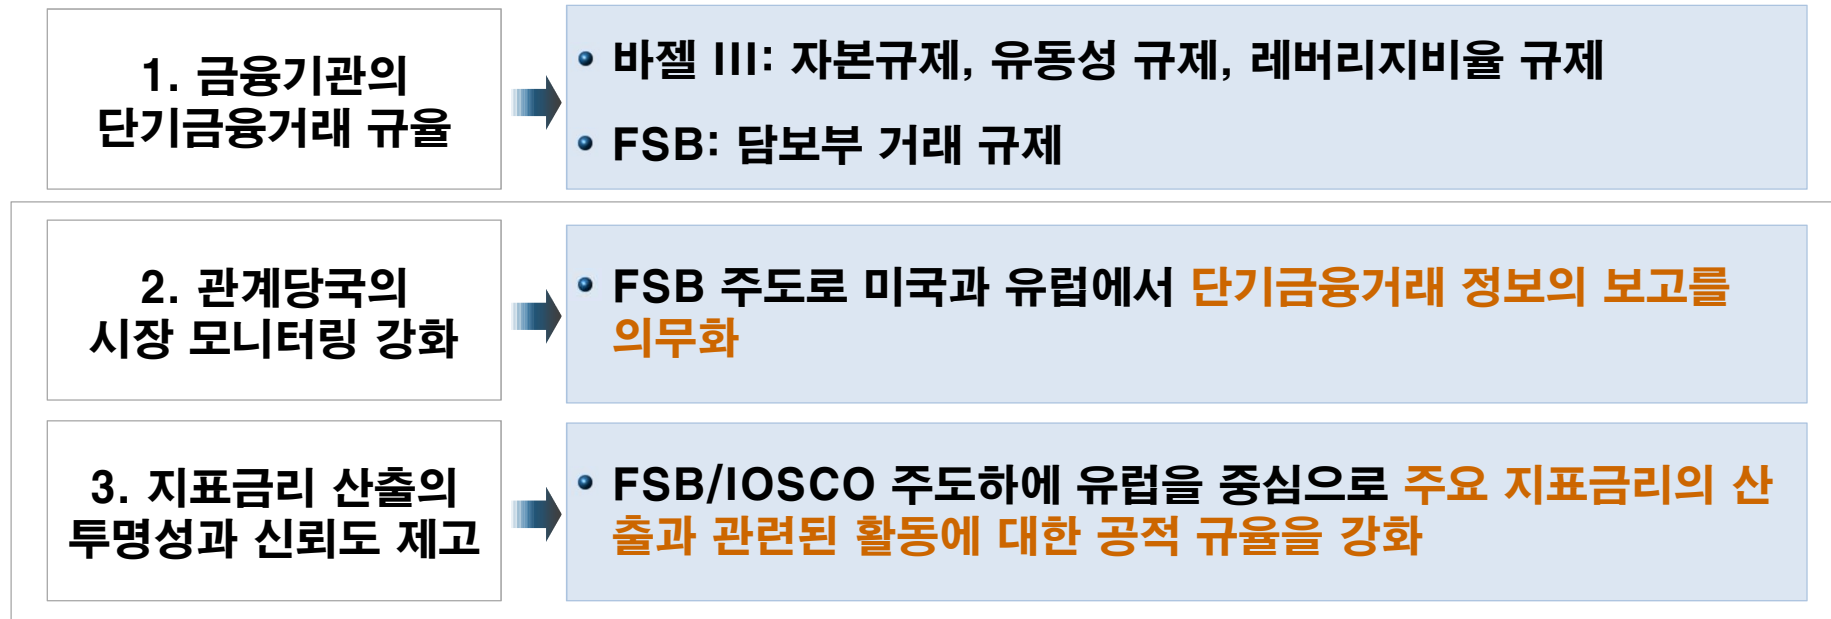 1. 금융기관의
단기금융거래 규율
• 바젤 III: 자본규제, 유동성 규제, 레버리지비율 규제
• FSB: 담보부 거래 규제
2. 관계당국의
시장 모니터링 강화
• FSB 주도로 미국과 유럽에서 단기금융거래 정보의 보고를
의무화
3. 지표금리 산출의
투명성과 신뢰도 제고
• FSB/IOSCO 주도하에 유럽을 중심으로 주요 지표금리의 산
출과 관련된 활동에 대한 공적 규율을 강화